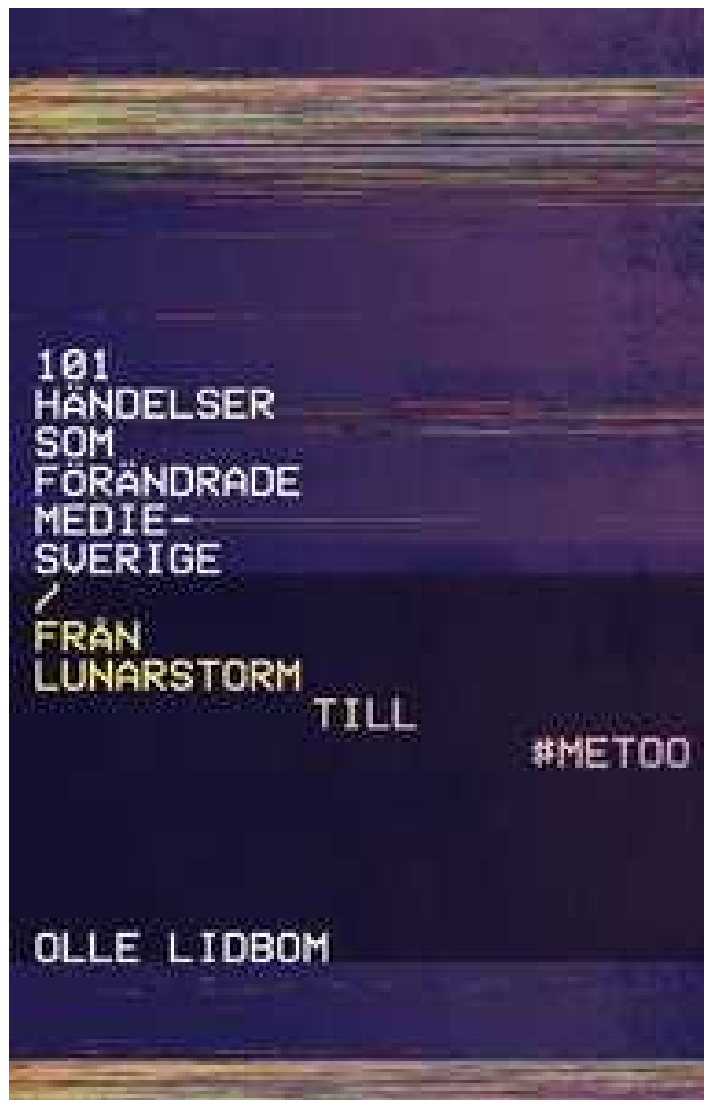 101
HÄNDELSER
SOM
FÖRÄNDRADE
MEDIE-
SVERIGE
/
FRÅN
LUNARSTORM
TILL
#METOO
OLLE LIDBOM